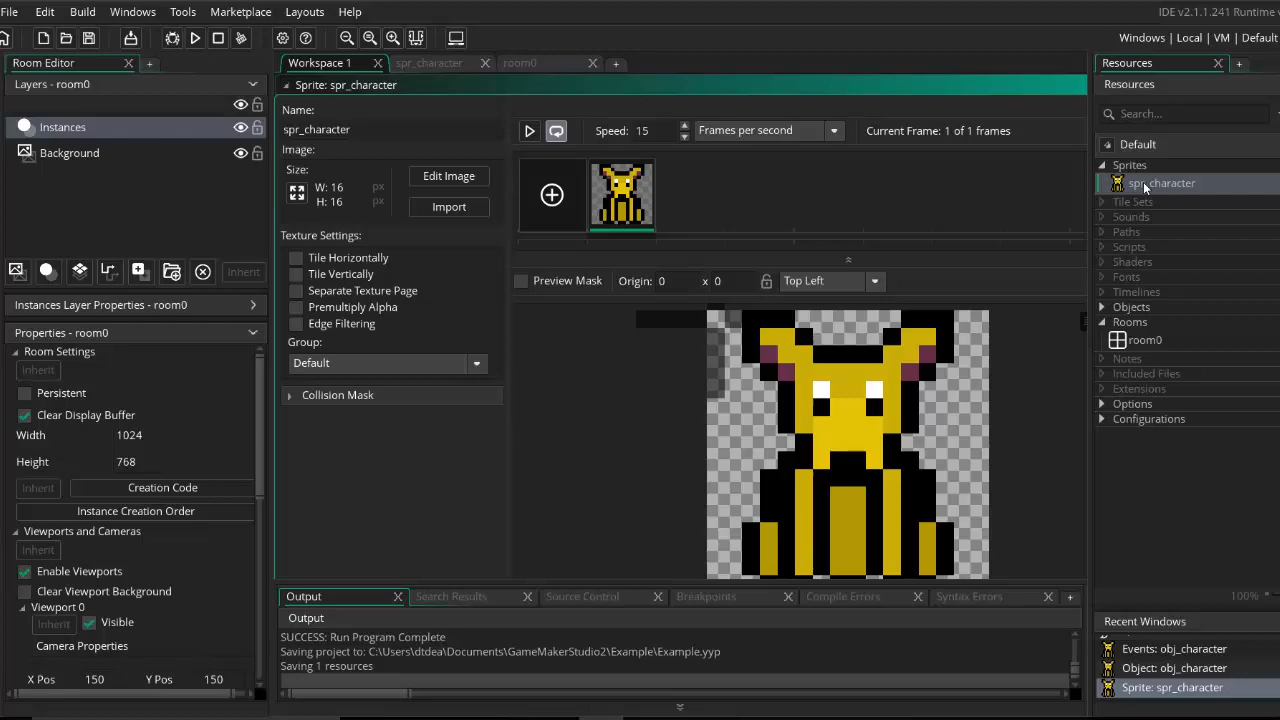 File Edit Build Windows Tools Marketplace Layouts Help
IDE v2.1.1.241 Runtime
Windows | Local | VM | Default
Room Editor
Layers - room0
Instances
Background
Inherit
Instances Layer Properties - room0
Properties - room0
Room Settings
Inherit
Persistent
Clear Display Buffer
Width 1024
Height 768
Inherit Creation Code
Instance Creation Order
Viewports and Cameras
Inherit
Enable Viewports
Clear Viewport Background
Viewport 0
Inherit Visible
Camera Properties
X Pos 150 Y Pos 150
Workspace 1 spr_character room0
Sprite: spr_character
Name:
spr_character
Image:
Size:
W: 16 px
H: 16 px
Edit Image
Import
Texture Settings:
Tile Horizontally
Tile Vertically
Separate Texture Page
Premultiply Alpha
Edge Filtering
Group:
Default
Collision Mask
Speed: 15 Frames per second Current Frame: 1 of 1 frames
Preview Mask Origin: 0 x 0 Top Left
Output Search Results Source Control Breakpoints Compile Errors Syntax Errors
Output
SUCCESS: Run Program Complete
Saving project to: C:\Users\dtdea\Documents\GameMakerStudio2\Example\Example.yyp
Saving 1 resources
Resources
Resources
Search...
Default
Sprites
spr_character
Tile Sets
Sounds
Paths
Scripts
Shaders
Fonts
Timelines
Objects
Rooms
room0
Notes
Included Files
Extensions
Options
Configurations
100%
Recent Windows
Events: obj_character
Object: obj_character
Sprite: spr_character